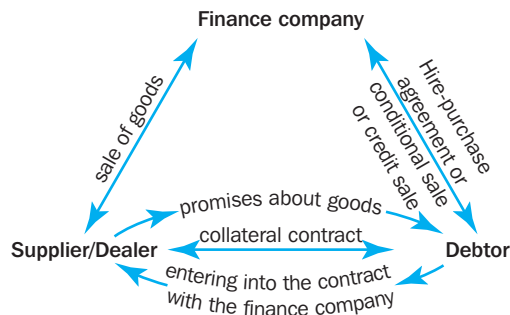 Finance company
sale of goods
Hire-purchase
agreement or
conditional sale
or credit sale
promises about goods
Supplier/Dealer
collateral contract
Debtor
entering into the contract
with the finance company